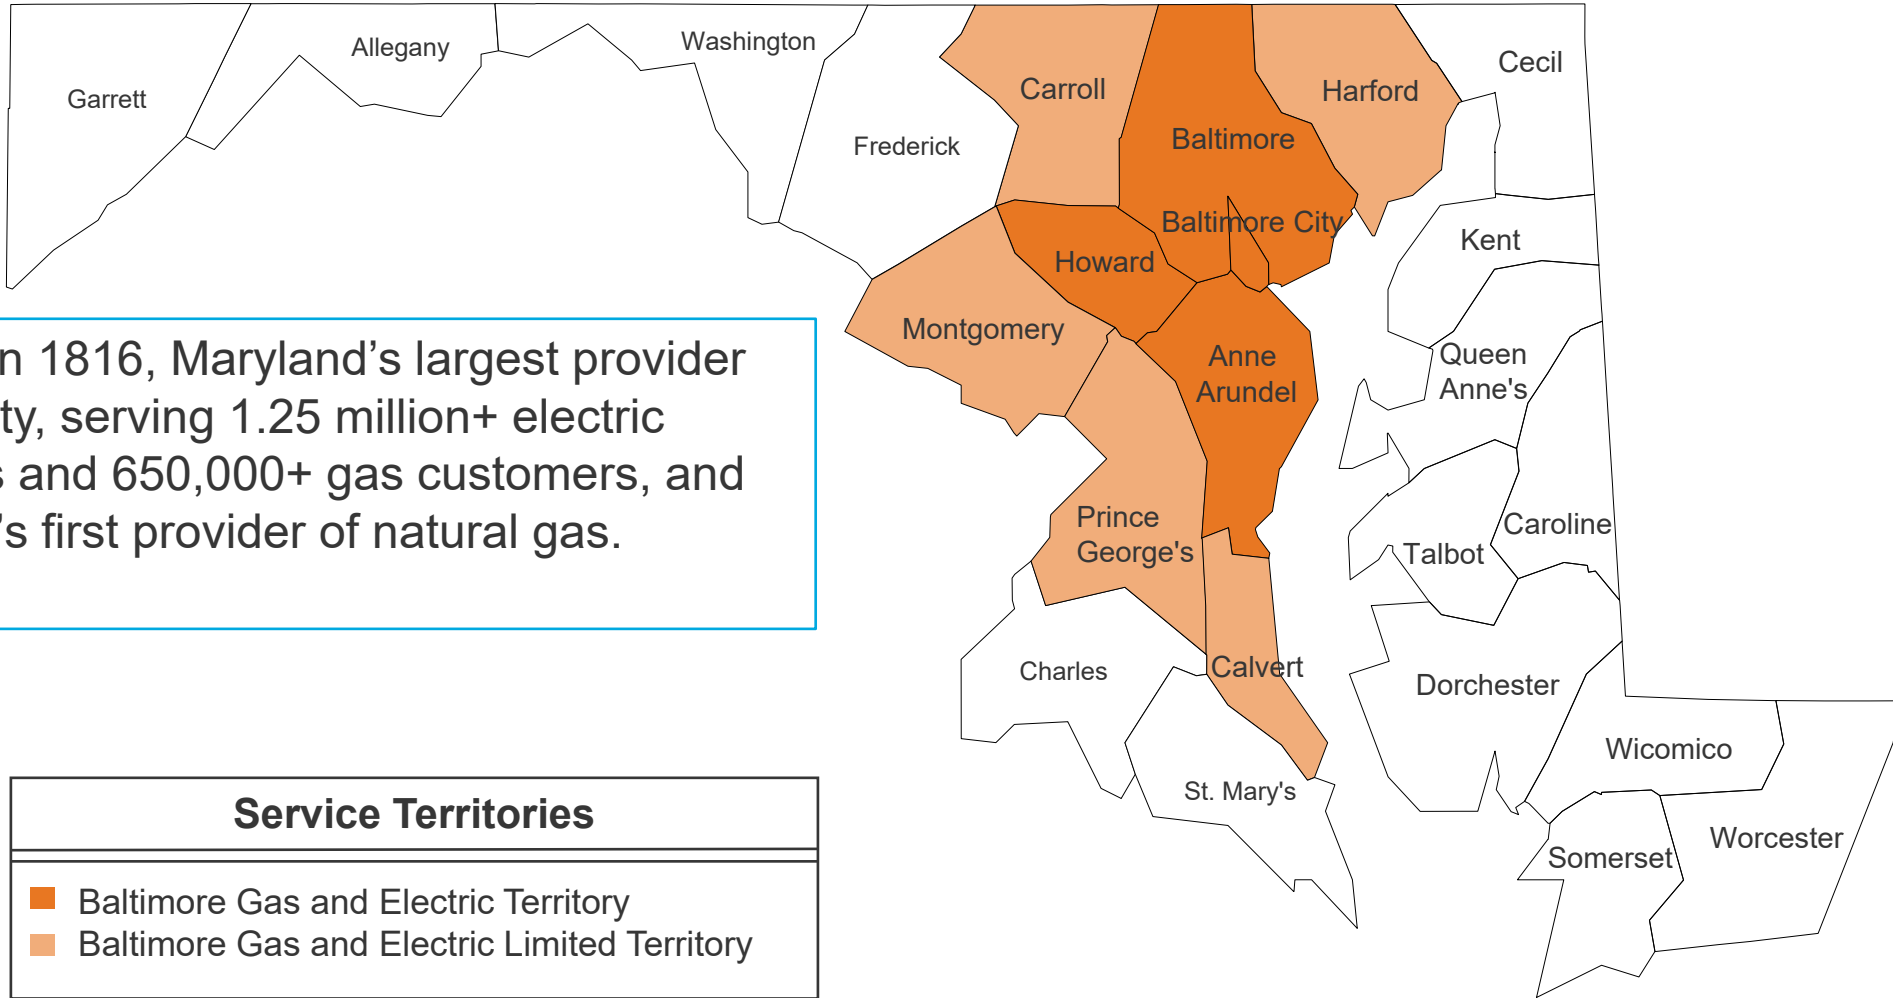 Garrett
Allegany
Washington
Frederick
Carroll
Baltimore
Harford
Cecil
Baltimore City
Howard
Kent
Montgomery
Anne
Arundel
Queen
Anne's
Prince
George's
Talbot
Caroline
Charles
Calvert
Dorchester
St. Mary's
Wicomico
Somerset
Worcester
n 1816, Maryland’s largest provider
ty, serving 1.25 million+ electric
s and 650,000+ gas customers, and
’s first provider of natural gas.
Service Territories
Baltimore Gas and Electric Territory
Baltimore Gas and Electric Limited Territory